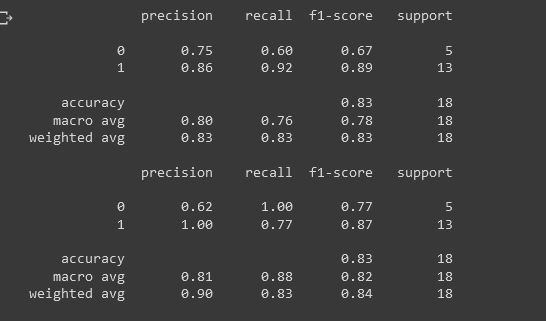 precision recall f1-score support
0 0.75 0.60 0.67 5
1 0.86 0.92 0.89 13
accuracy 0.83 18
macro avg 0.80 0.76 0.78 18
weighted avg 0.83 0.83 0.83 18
precision recall f1-score support
0 0.62 1.00 0.77 5
1 1.00 0.77 0.87 13
accuracy 0.83 18
macro avg 0.81 0.88 0.82 18
weighted avg 0.90 0.83 0.84 18